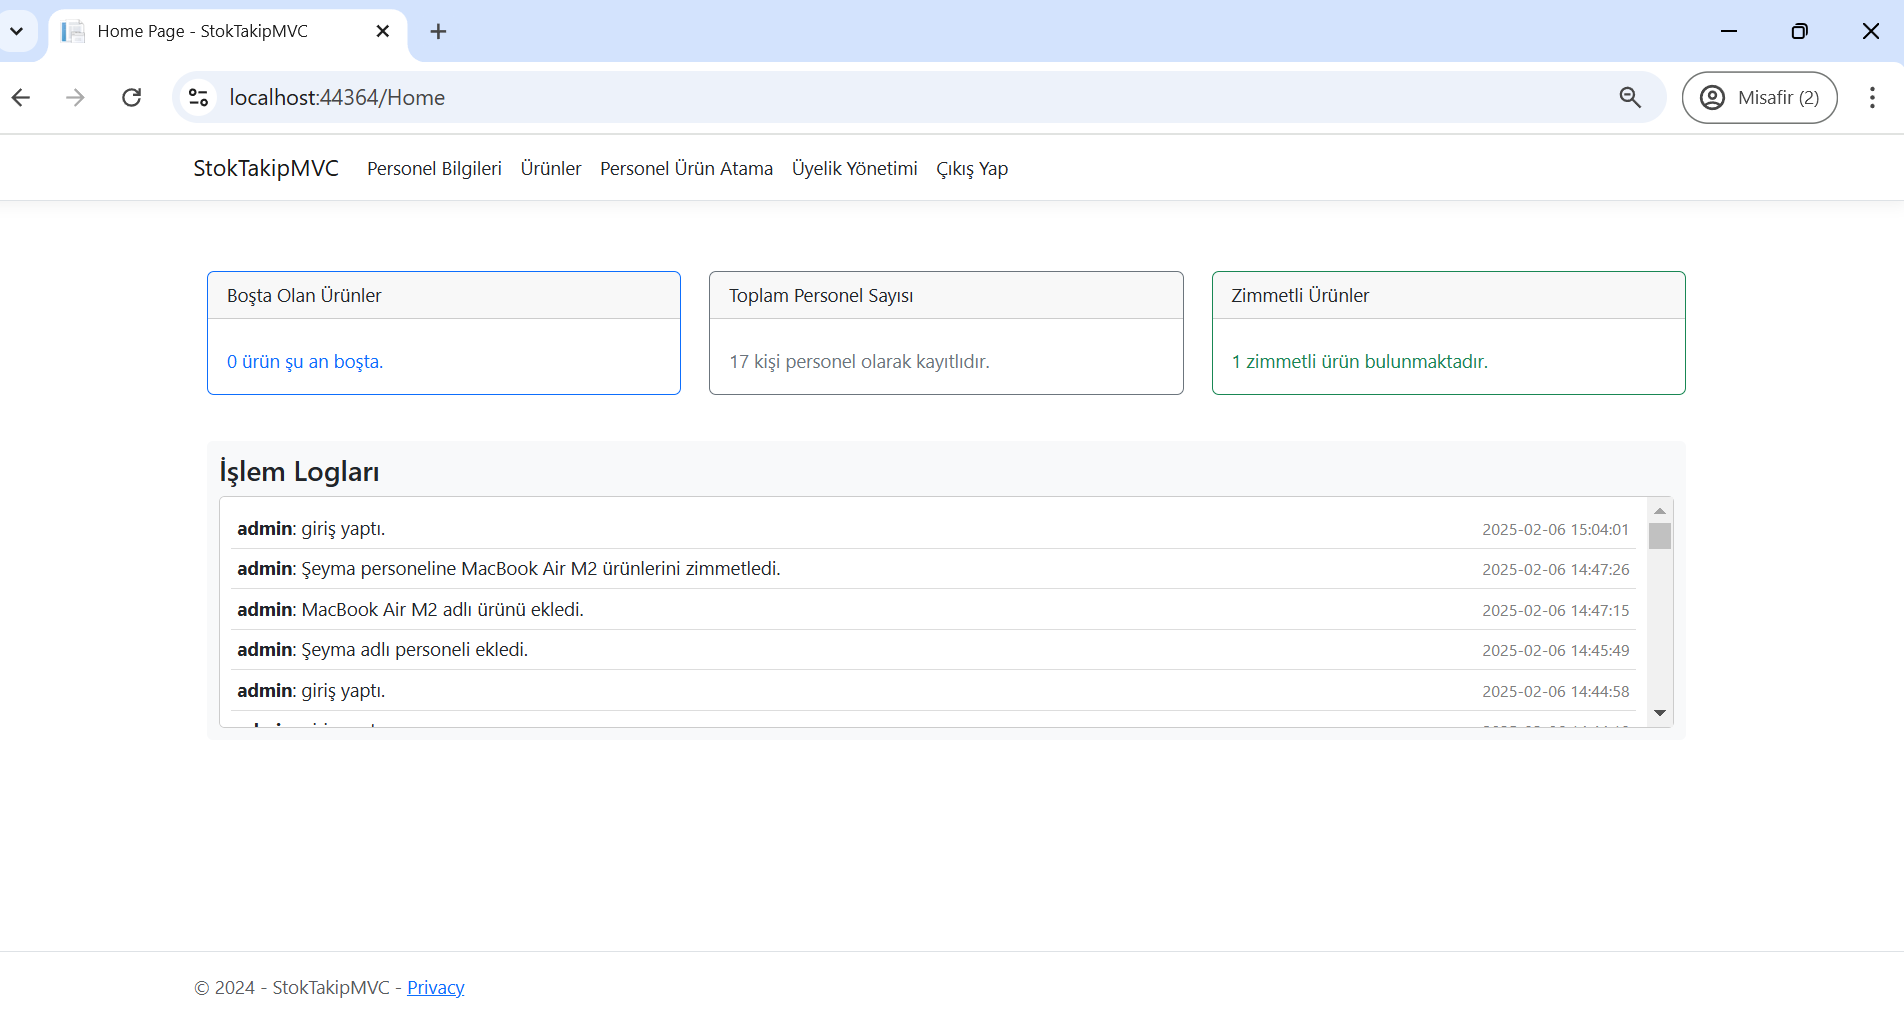 Home Page - StokTakipMVC
localhost:44364/Home
Misafir (2)
StokTakipMVC Personel Bilgileri Ürünler Personel Ürün Atama Üyelik Yönetimi Çıkış Yap
Boşta Olan Ürünler
0 ürün şu an boşta.
Toplam Personel Sayısı
17 kişi personel olarak kayıtlıdır.
Zimmetli Ürünler
1 zimmetli ürün bulunmaktadır.
İşlem Logları
admin: giriş yaptı. 2025-02-06 15:04:01
admin: Şeyma personeline MacBook Air M2 ürünlerini zimmetledi. 2025-02-06 14:47:26
admin: MacBook Air M2 adlı ürünü ekledi. 2025-02-06 14:47:15
admin: Şeyma adlı personeli ekledi. 2025-02-06 14:45:49
admin: giriş yaptı. 2025-02-06 14:44:58
© 2024 - StokTakipMVC - Privacy